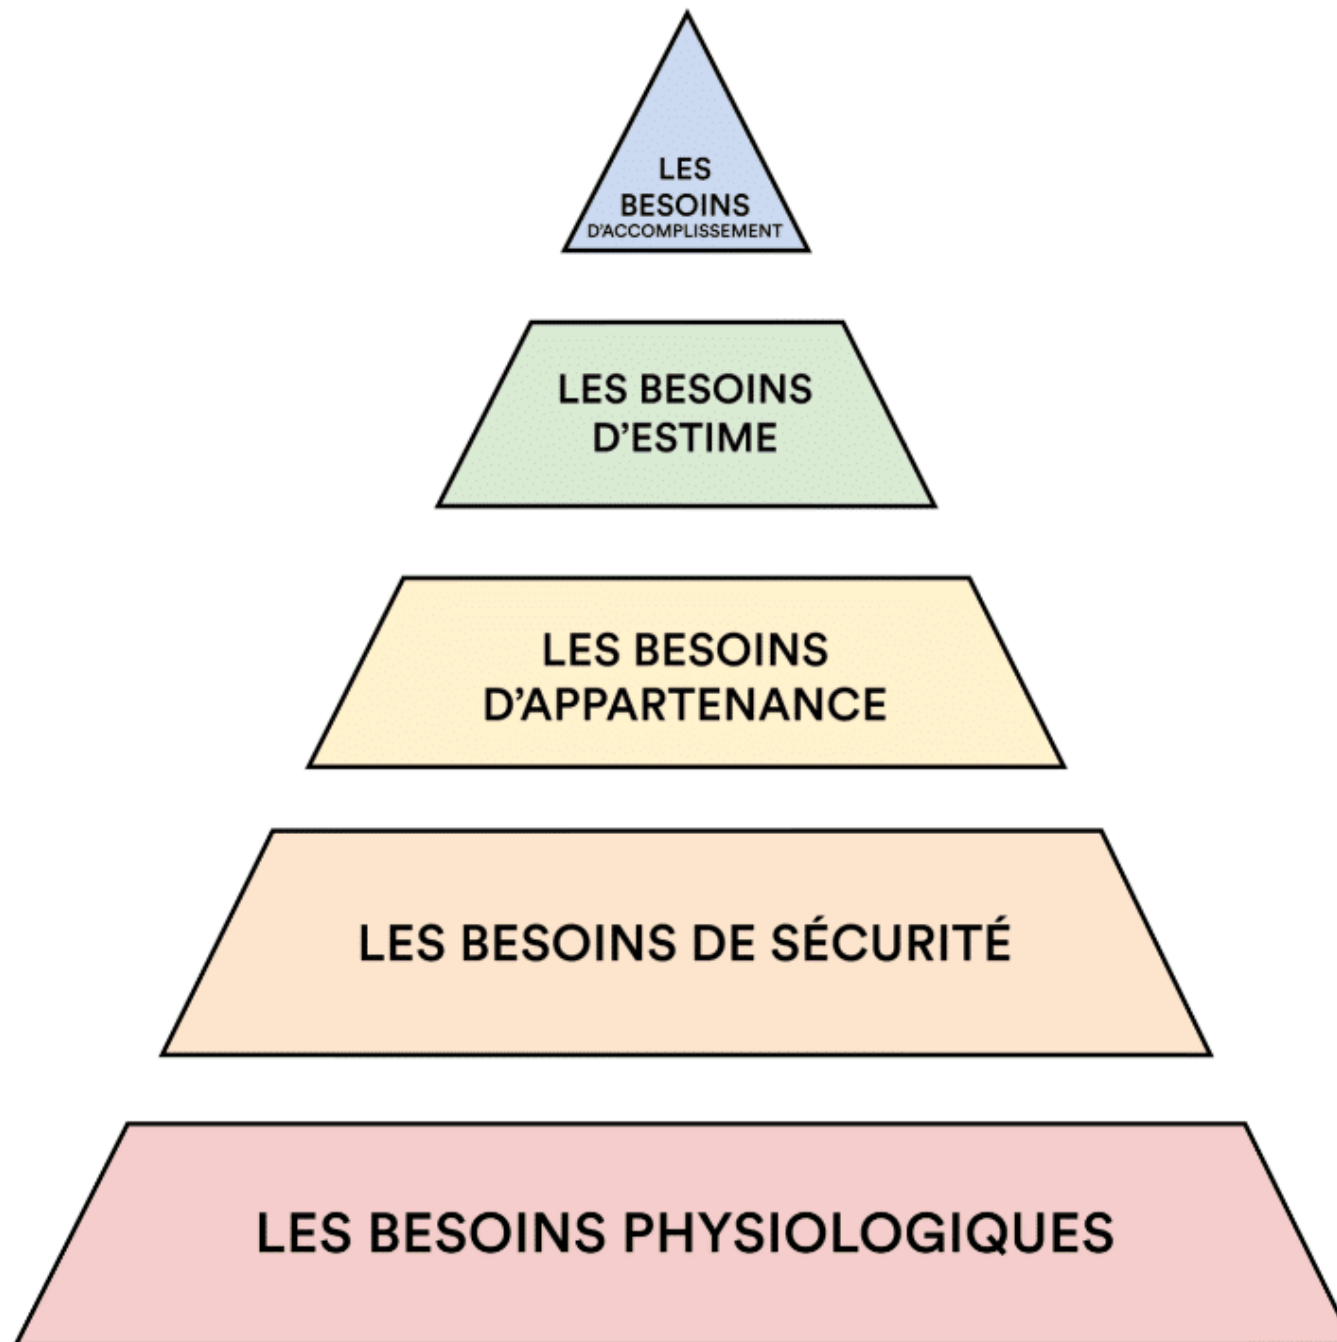 LES
BESOINS
D’ACCOMPLISSEMENT
LES BESOINS
D’ESTIME
LES BESOINS
D’APPARTENANCE
LES BESOINS DE SÉCURITÉ
LES BESOINS PHYSIOLOGIQUES